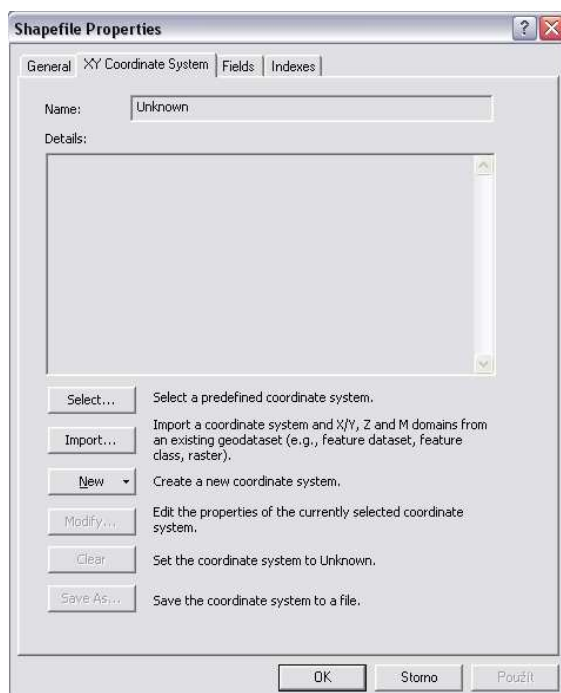 Shapefile Properties
General XY Coordinate System Fields Indexes
Name: Unknown
Details:
Select... Select a predefined coordinate system.
Import... Import a coordinate system and X/Y, Z and M domains from
an existing geodataset (e.g., feature dataset, feature
class, raster).
New Create a new coordinate system.
Modify... Edit the properties of the currently selected coordinate
system.
Clear Set the coordinate system to Unknown.
Save As... Save the coordinate system to a file.
OK Storno Použít